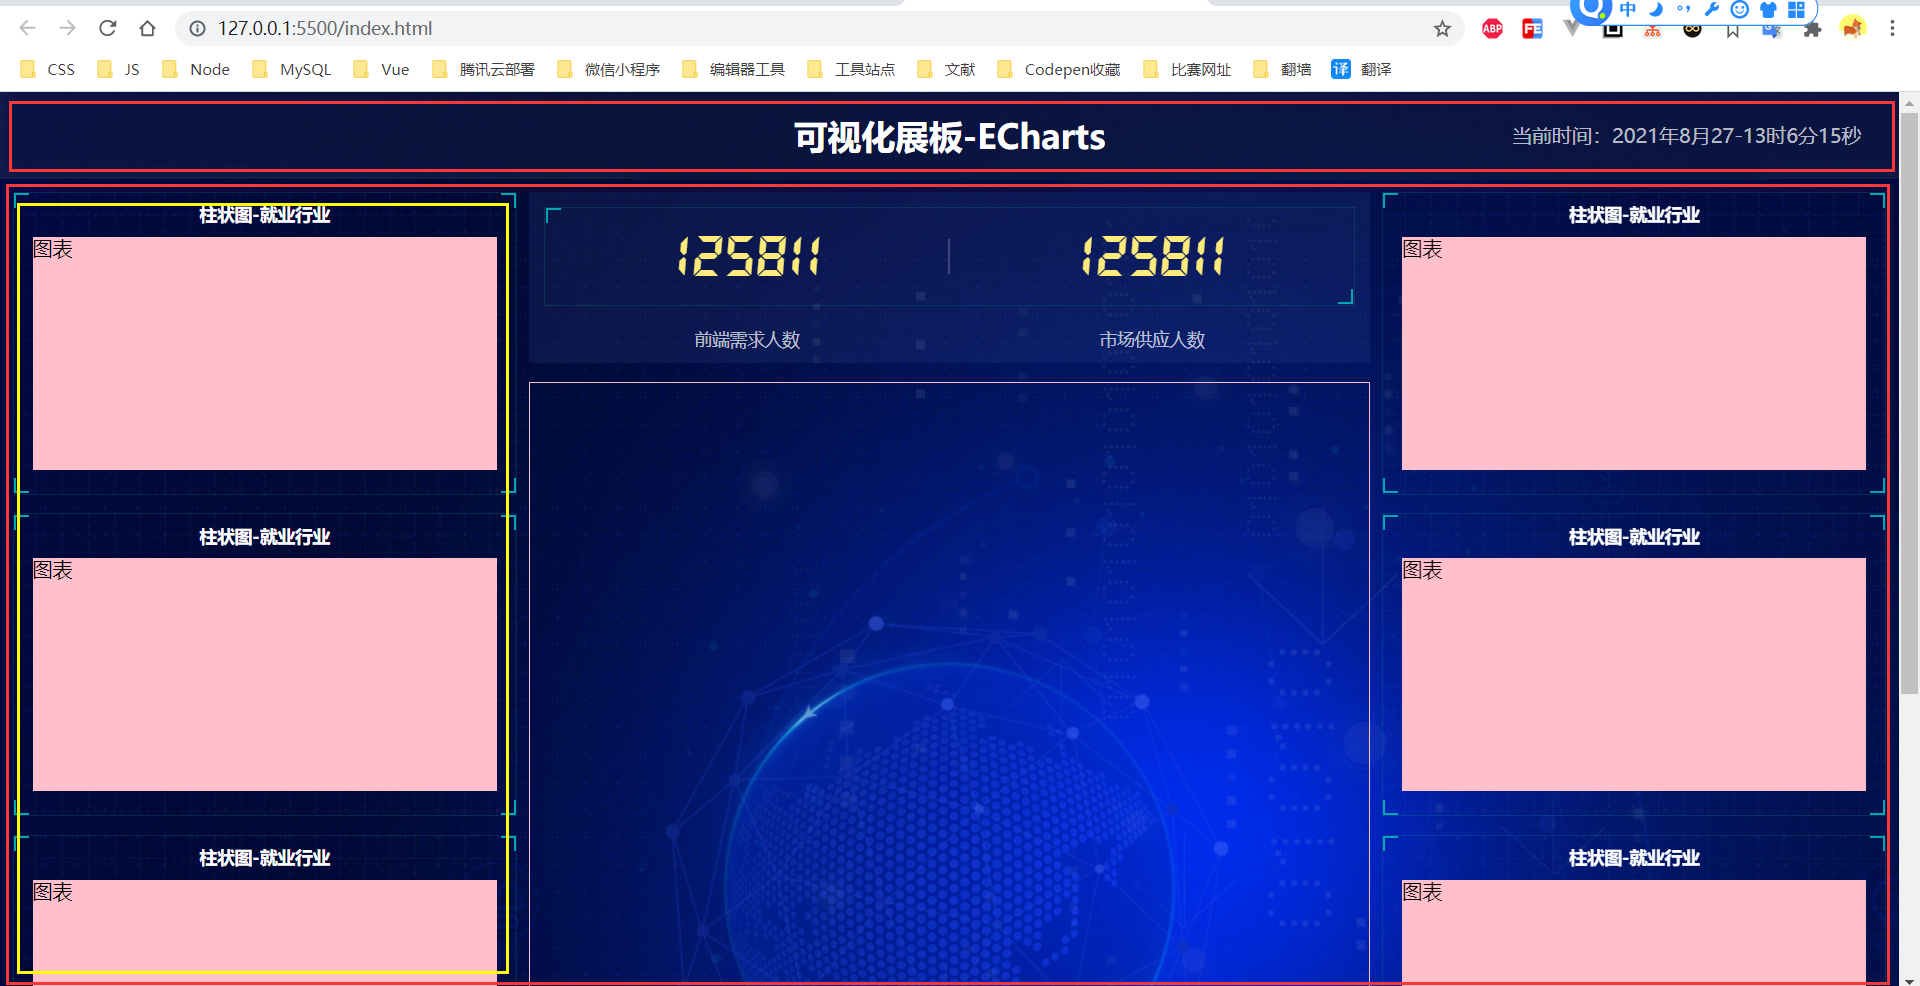 127.0.0.1:5500/index.html
ABP
FE
中
CSS JS Node MySQL Vue 腾讯云部署 微信小程序 编辑器工具 工具站点 文献 Codepen收藏 比赛网址 翻墙 译 翻译
可视化展板-ECharts
当前时间：2021年8月27-13时6分15秒
柱状图-就业行业
图表
柱状图-就业行业
图表
柱状图-就业行业
图表
125811
125811
前端需求人数
市场供应人数
柱状图-就业行业
图表
柱状图-就业行业
图表
柱状图-就业行业
图表